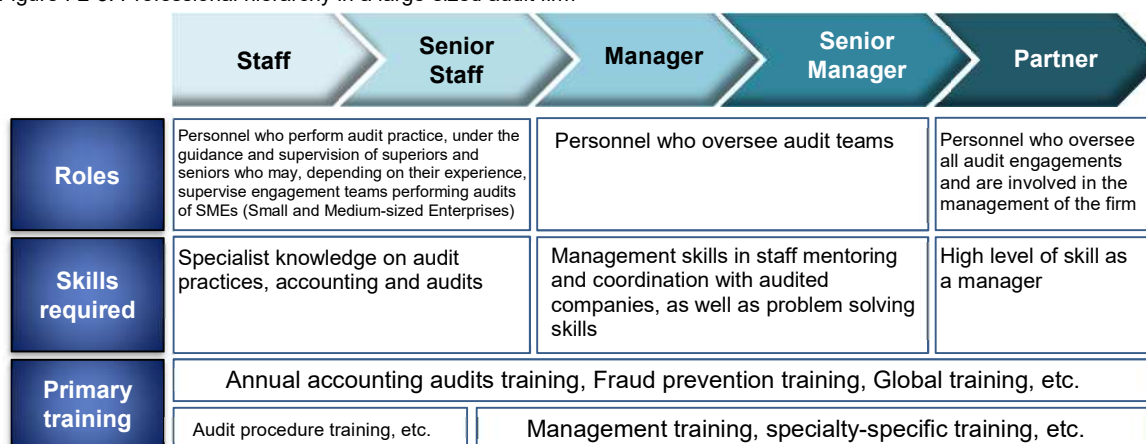 Staff
Senior
Staff
Manager
Senior
Manager
Partner
Roles
Personnel who perform audit practice, under the
guidance and supervision of superiors and
seniors who may, depending on their experience,
supervise engagement teams performing audits
of SMEs (Small and Medium-sized Enterprises)
Personnel who oversee audit teams
Personnel who oversee
all audit engagements
and are involved in the
management of the firm
Skills
required
Specialist knowledge on audit
practices, accounting and audits
Management skills in staff mentoring
and coordination with audited
companies, as well as problem solving
skills
High level of skill as
a manager
Primary
training
Annual accounting audits training, Fraud prevention training, Global training, etc.
Audit procedure training, etc.
Management training, specialty-specific training, etc.